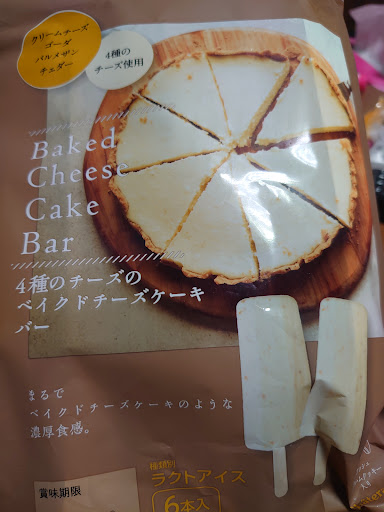 クリームチーズ
ゴーダ
パルメザン
チェダー
4種の
チーズ使用
Baked
Cheese
Cake
Bar
4種のチーズの
ベイクドチーズケーキ
バー
まるで
ベイクドチーズケーキのような
濃厚食感。
種類別
ラクトアイス
6本入
賞味期限